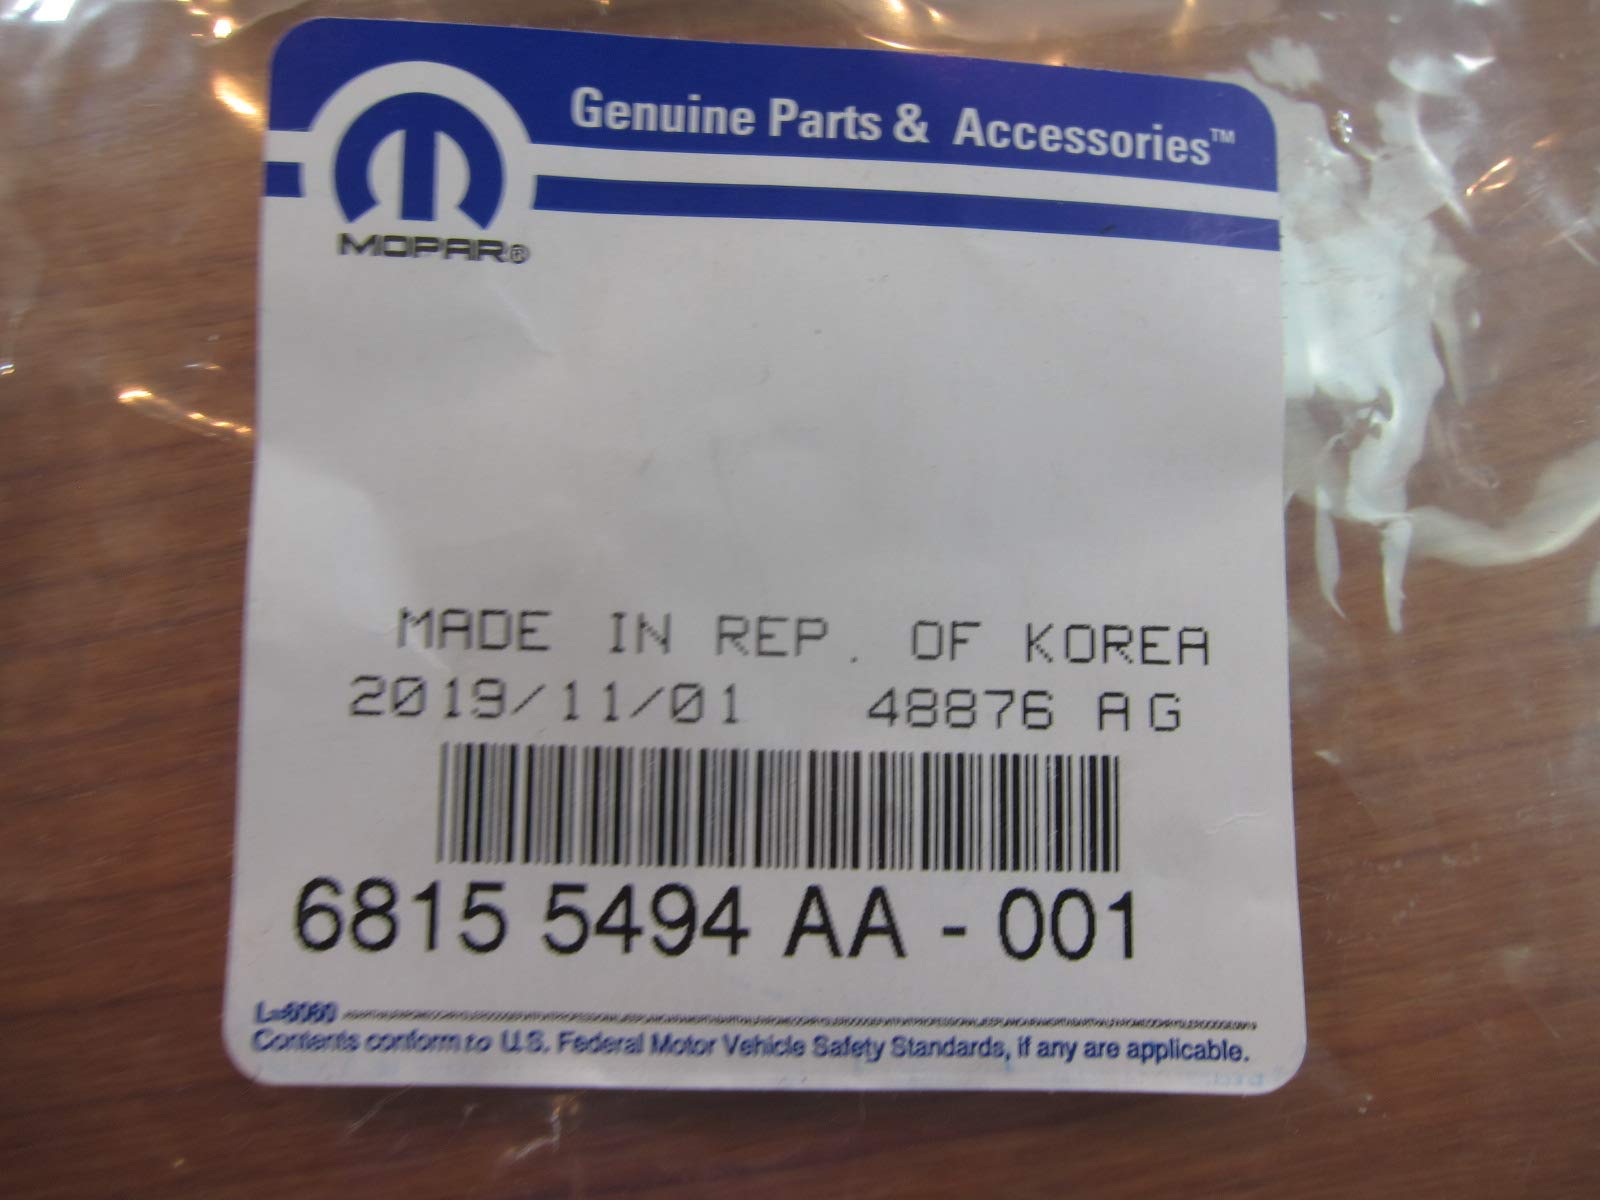 Genuine Parts & Accessories™
MOPAR®
MADE IN REP. OF KOREA
2019/11/01 48876 AG
6815 5494 AA - 001
Contents conform to U.S. Federal Motor Vehicle Safety Standards, if any are applicable.